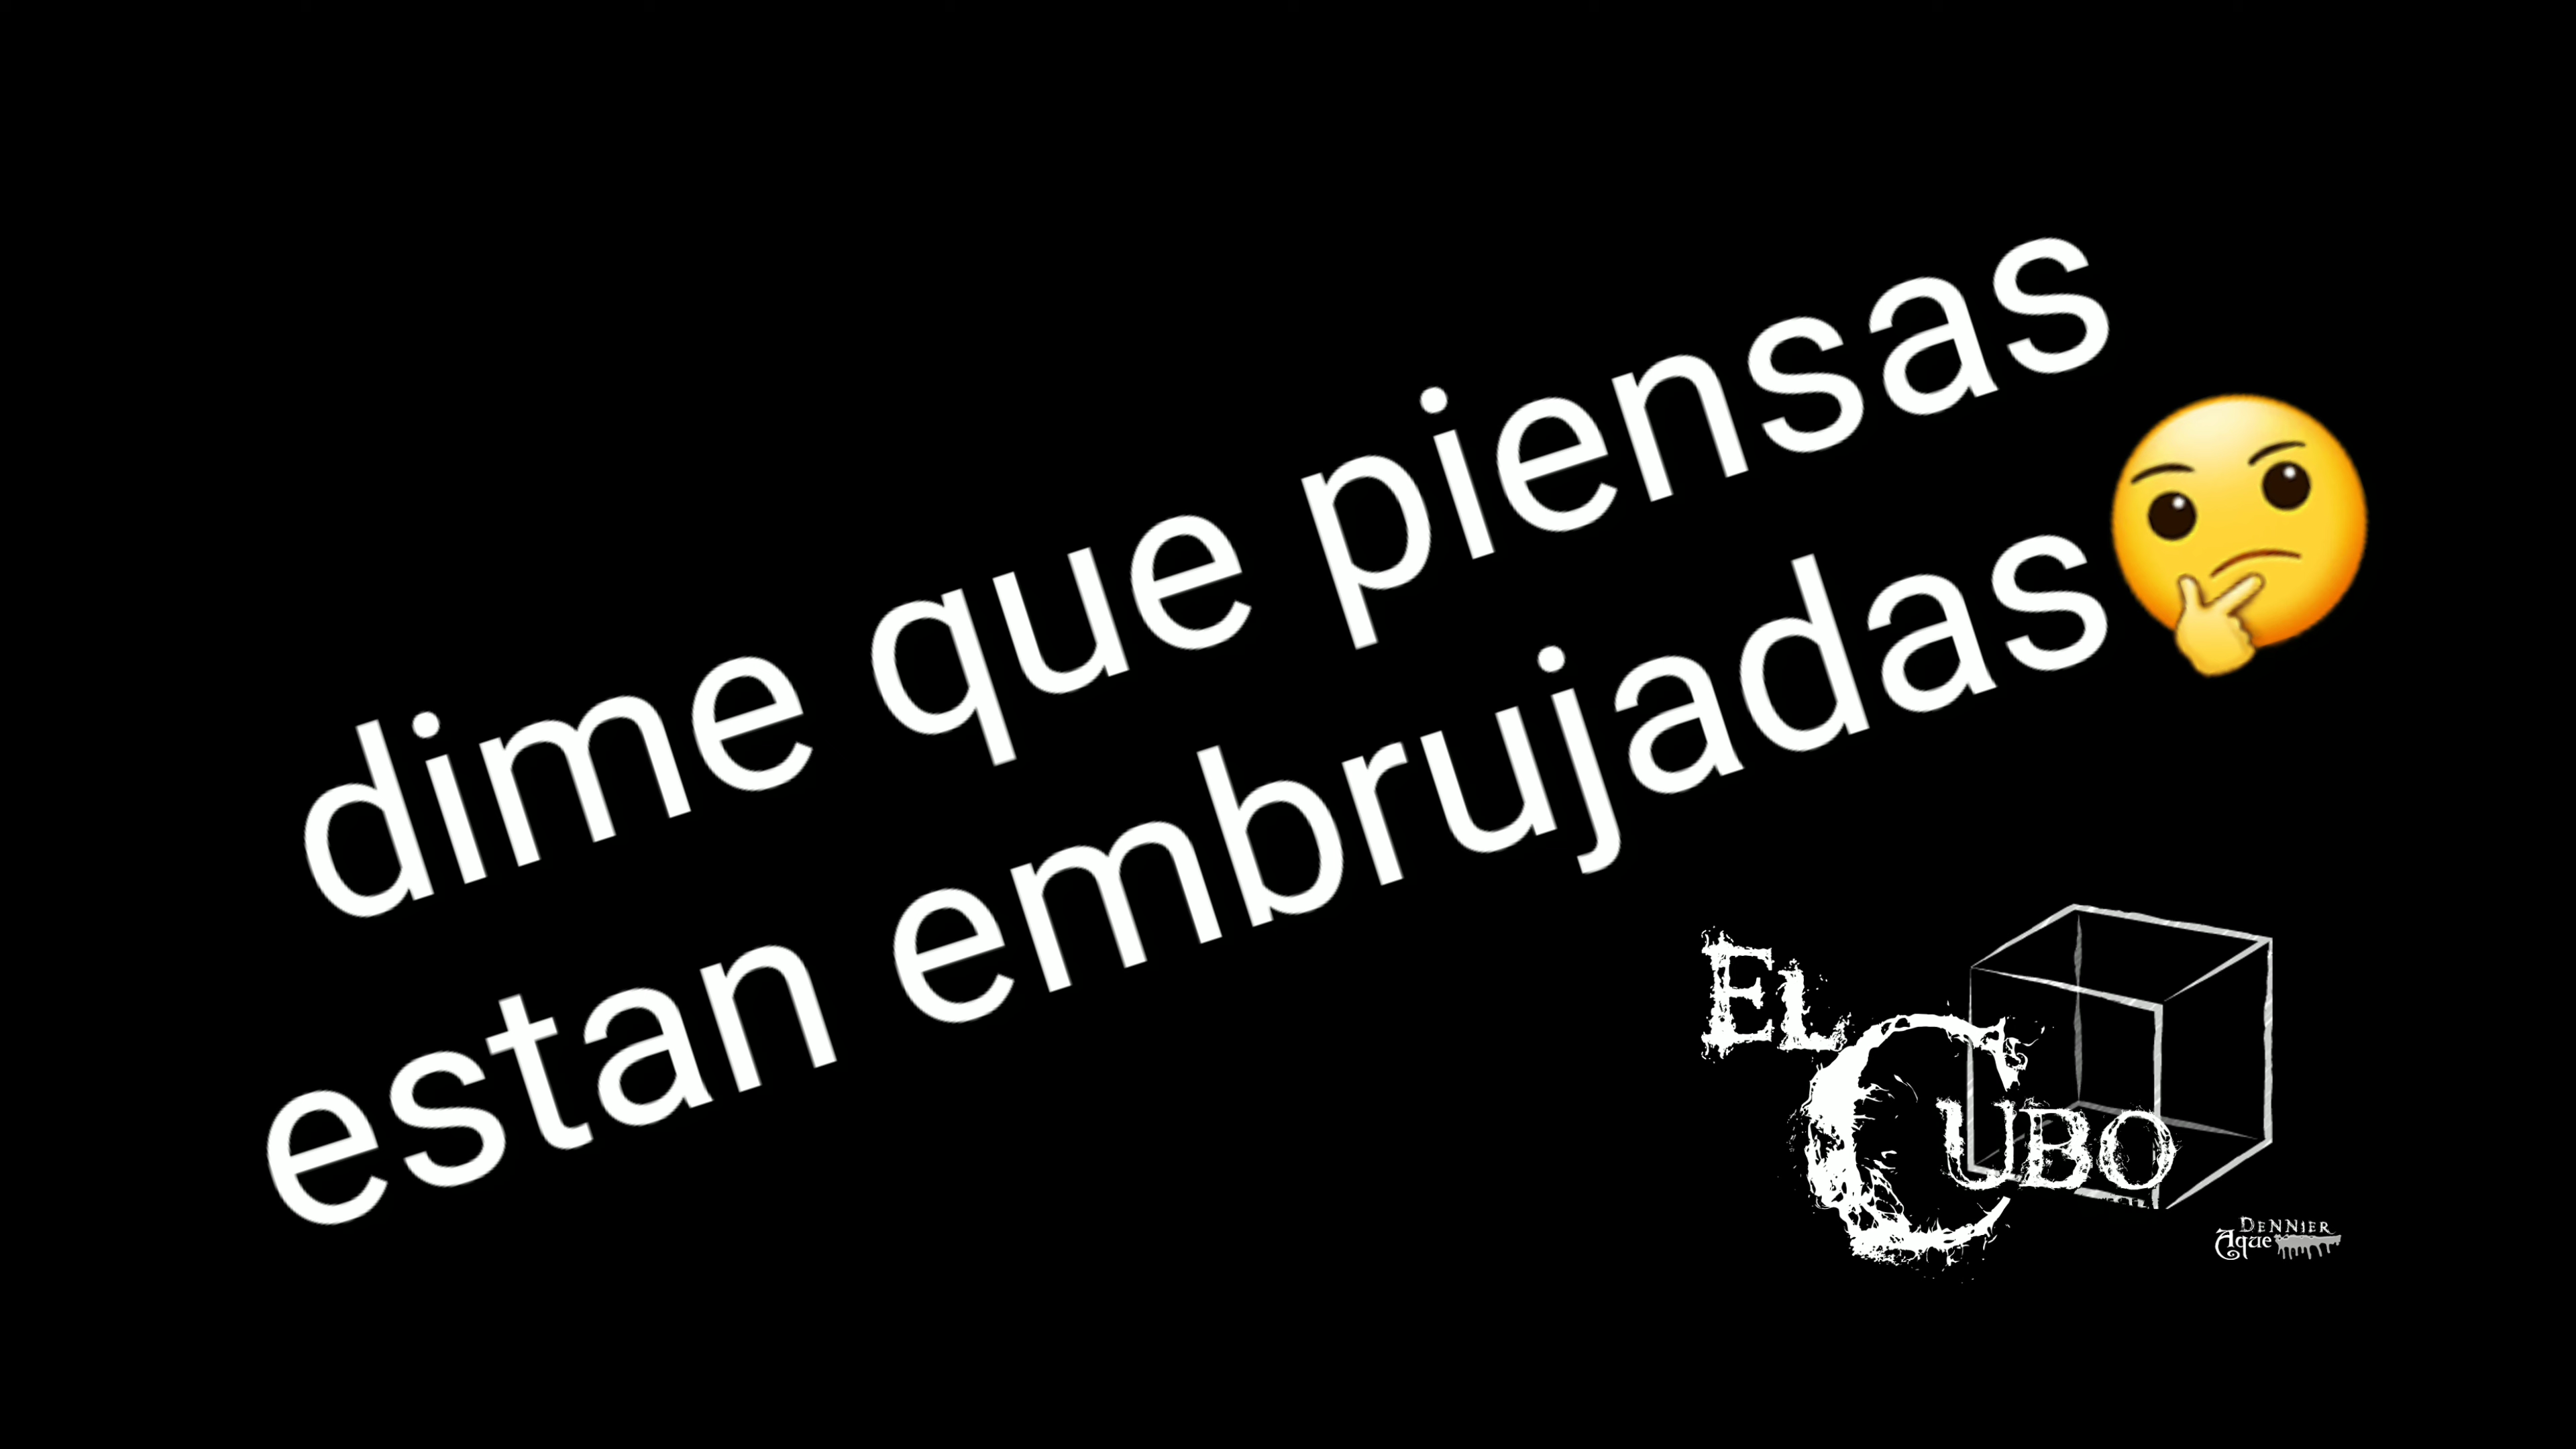 dime que piensas
estan embrujadas🤔
EL CUBO
DENNIER
Aque